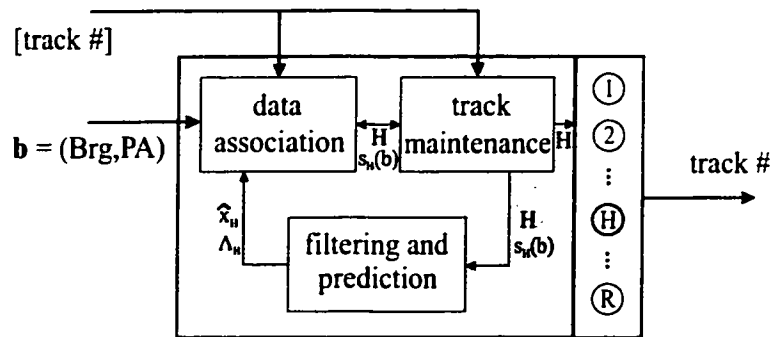 [track #]
b = (Brg,PA)
data
association
H
s_H(b)
track
maintenance
H
x̂_H
Λ_H
filtering and
prediction
H
s_H(b)
1
2
⋮
H
⋮
R
track #